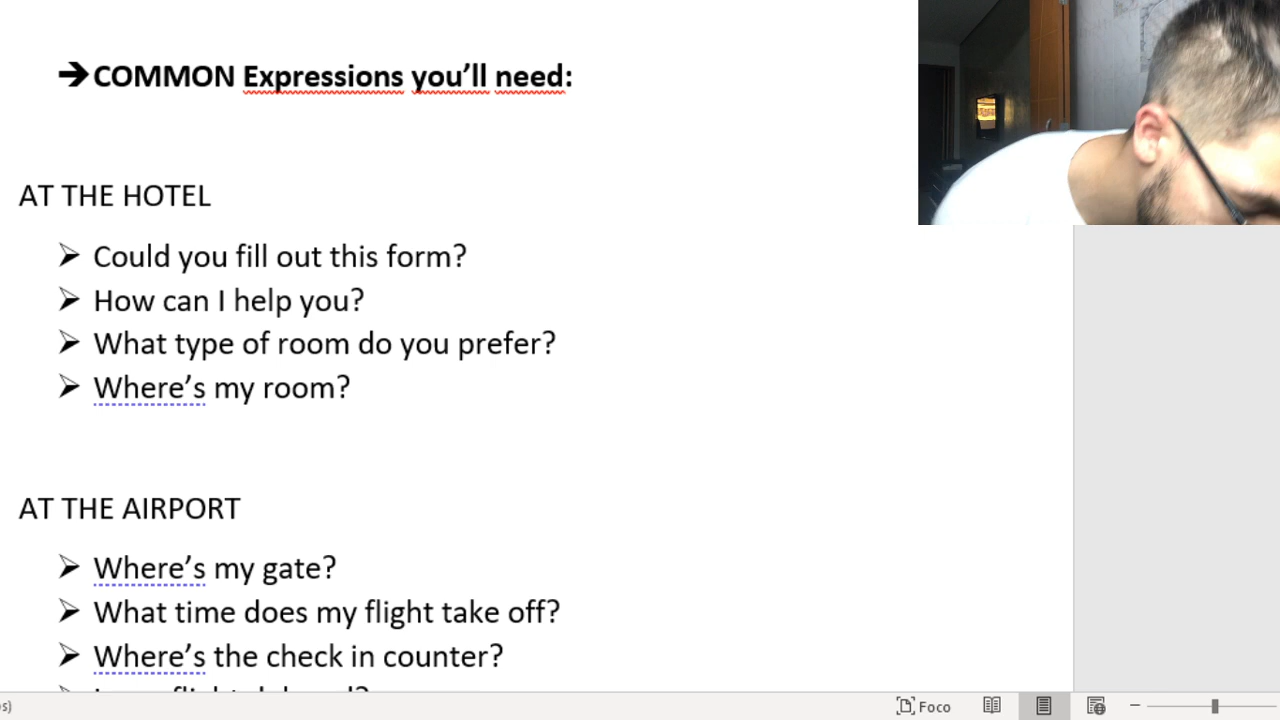 ➔COMMON Expressions you’ll need:
AT THE HOTEL
➢ Could you fill out this form?
➢ How can I help you?
➢ What type of room do you prefer?
➢ Where’s my room?
AT THE AIRPORT
➢ Where’s my gate?
➢ What time does my flight take off?
➢ Where’s the check in counter?
Foco